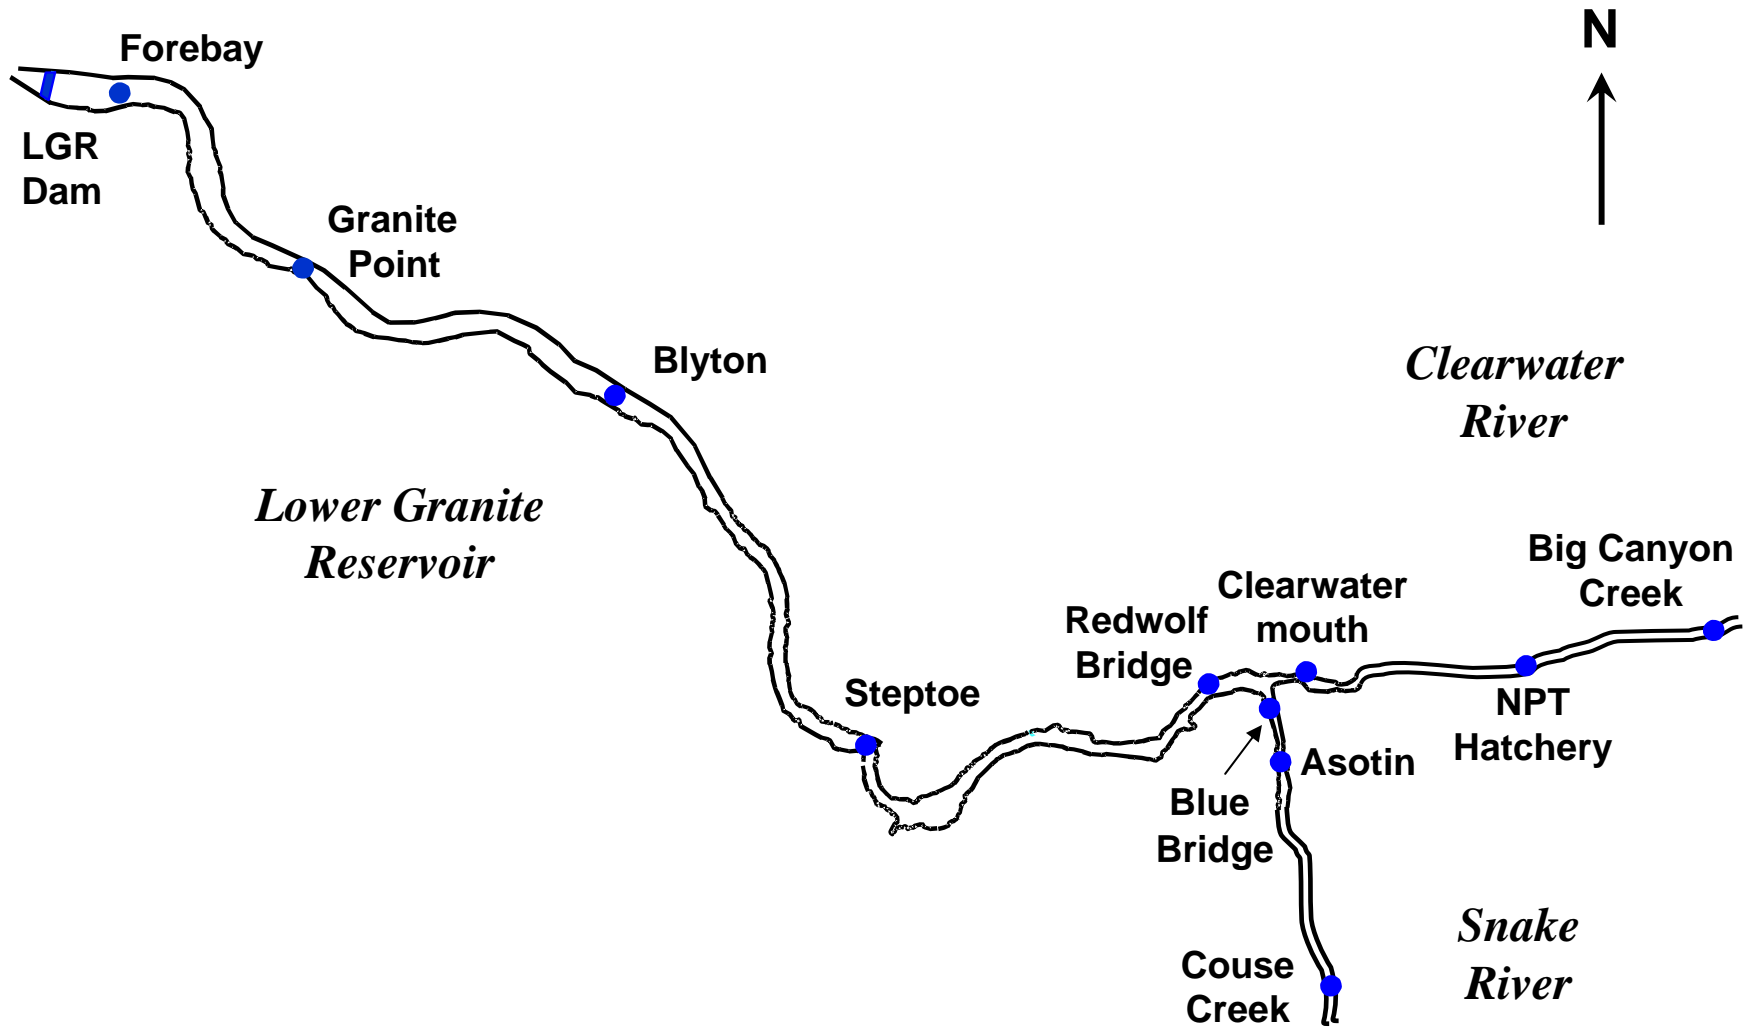 N
Forebay
LGR
Dam
Granite
Point
Blyton
Clearwater
River
Lower Granite
Reservoir
Big Canyon
Creek
Clearwater
mouth
Redwolf
Bridge
Steptoe
NPT
Hatchery
Asotin
Blue
Bridge
Snake
River
Couse
Creek